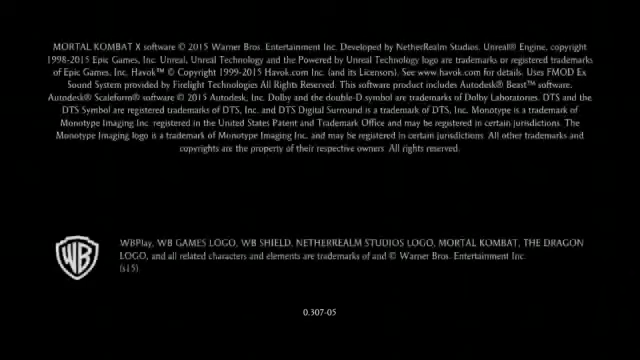 MORTAL KOMBAT X software © 2015 Warner Bros. Entertainment Inc. Developed by NetherRealm Studios. Unreal® Engine, copyright
1998-2015 Epic Games, Inc. Unreal, Unreal Technology and the Powered by Unreal Technology logo are trademarks or registered trademarks
of Epic Games, Inc. Havok™ © Copyright 1999-2015 Havok.com Inc. (and its Licensors). See www.havok.com for details. Uses FMOD Ex
Sound System provided by Firelight Technologies All Rights Reserved. This software product includes Autodesk® Beast™ software,
Autodesk® Scaleform® software © 2015 Autodesk, Inc. Dolby and the double-D symbol are trademarks of Dolby Laboratories. DTS and the
DTS Symbol are registered trademarks of DTS, Inc. and DTS Digital Surround is a trademark of DTS, Inc. Monotype is a trademark of
Monotype Imaging Inc. registered in the United States Patent and Trademark Office and may be registered in certain jurisdictions. The
Monotype Imaging logo is a trademark of Monotype Imaging Inc. and may be registered in certain jurisdictions. All other trademarks and
copyrights are the property of their respective owners. All rights reserved.
WB
WBPlay, WB GAMES LOGO, WB SHIELD, NETHERREALM STUDIOS LOGO, MORTAL KOMBAT, THE DRAGON
LOGO, and all related characters and elements are trademarks of and © Warner Bros. Entertainment Inc.
(s15)
0.307-05